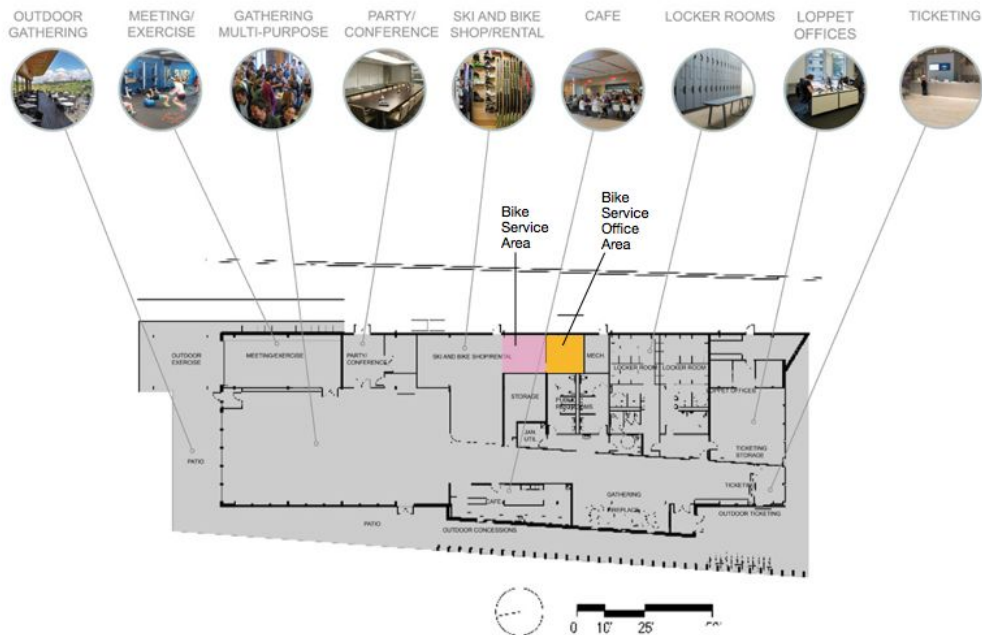 OUTDOOR
GATHERING
MEETING/
EXERCISE
GATHERING
MULTI-PURPOSE
PARTY/
CONFERENCE
SKI AND BIKE
SHOP/RENTAL
CAFE
LOCKER ROOMS
LOPPET
OFFICES
TICKETING
Bike
Service
Area
Bike
Service
Office
Area
OUTDOOR
EXERCISE
MEETING/EXERCISE
PARTY/
CONFERENCE
SKI AND BIKE SHOP/RENTAL
MECH.
LOCKER ROOM
LOCKER ROOM
LOPPET OFFICES
STORAGE
JAN.
UTIL.
TICKETING
STORAGE
PATIO
TICKETING
CAFE
GATHERING
FIREPLACE
OUTDOOR TICKETING
PATIO
OUTDOOR CONCESSIONS
0 10' 25'